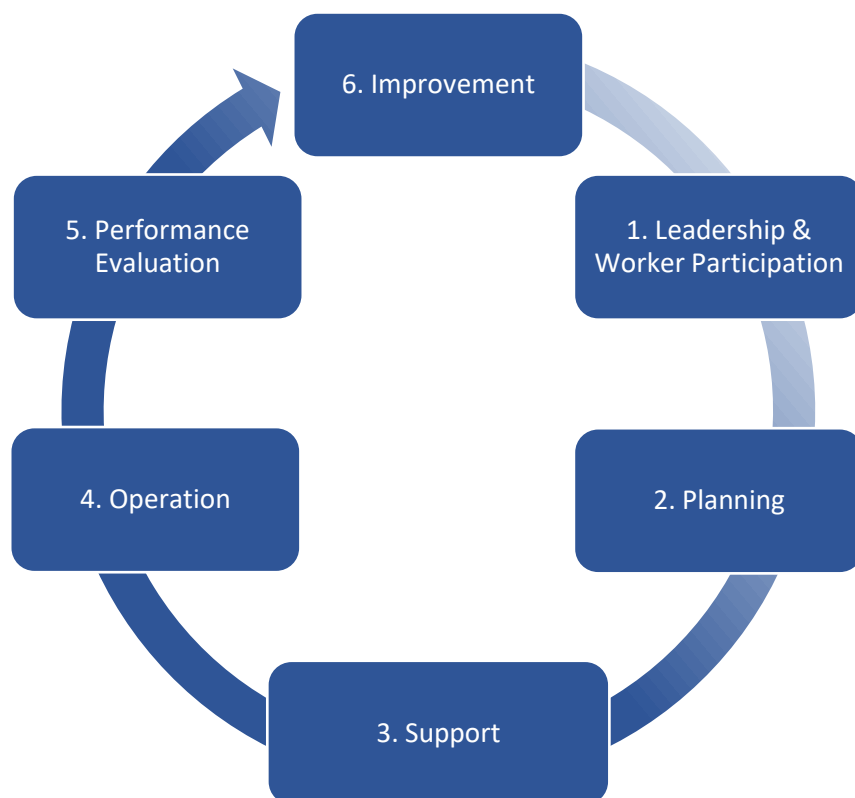 6. Improvement
1. Leadership &
Worker Participation
2. Planning
3. Support
4. Operation
5. Performance
Evaluation